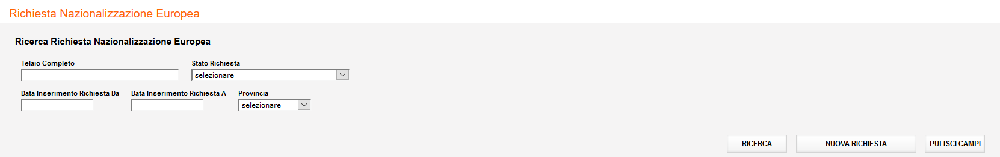 Richiesta Nazionalizzazione Europea
Ricerca Richiesta Nazionalizzazione Europea
Telaio Completo Stato Richiesta
selezionare
Data Inserimento Richiesta Da Data Inserimento Richiesta A Provincia
selezionare
RICERCA NUOVA RICHIESTA PULISCI CAMPI